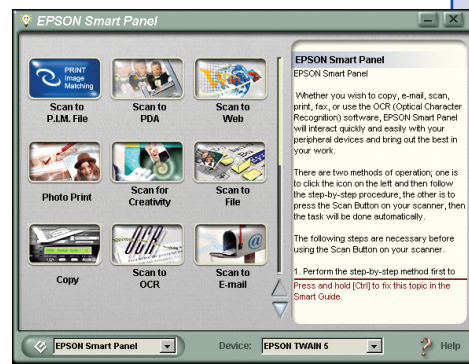 EPSON Smart Panel
PRINT
Image
Matching
Scan to
P.I.M. File
Scan to
PDA
Web
Scan to
Web
Photo Print
Scan for
Creativity
Scan to
File
Copy
OCR
Scan to
OCR
@
Scan to
E-mail
EPSON Smart Panel
EPSON Smart Panel
Whether you wish to copy, e-mail, scan,
print, fax, or use the OCR (Optical Character
Recognition) software, EPSON Smart Panel
will interact quickly and easily with your
peripheral devices and bring out the best in
your work.
There are two methods of operation; one is
to click the icon on the left and then follow
the step-by-step procedure, the other is to
press the Scan Button on your scanner, then
the task will be done automatically.
The following steps are necessary before
using the Scan Button on your scanner.
1. Perform the step-by-step method first to
Press and hold [Ctrl] to fix this topic in the
Smart Guide.
EPSON Smart Panel
Device: EPSON TWAIN 5
Help